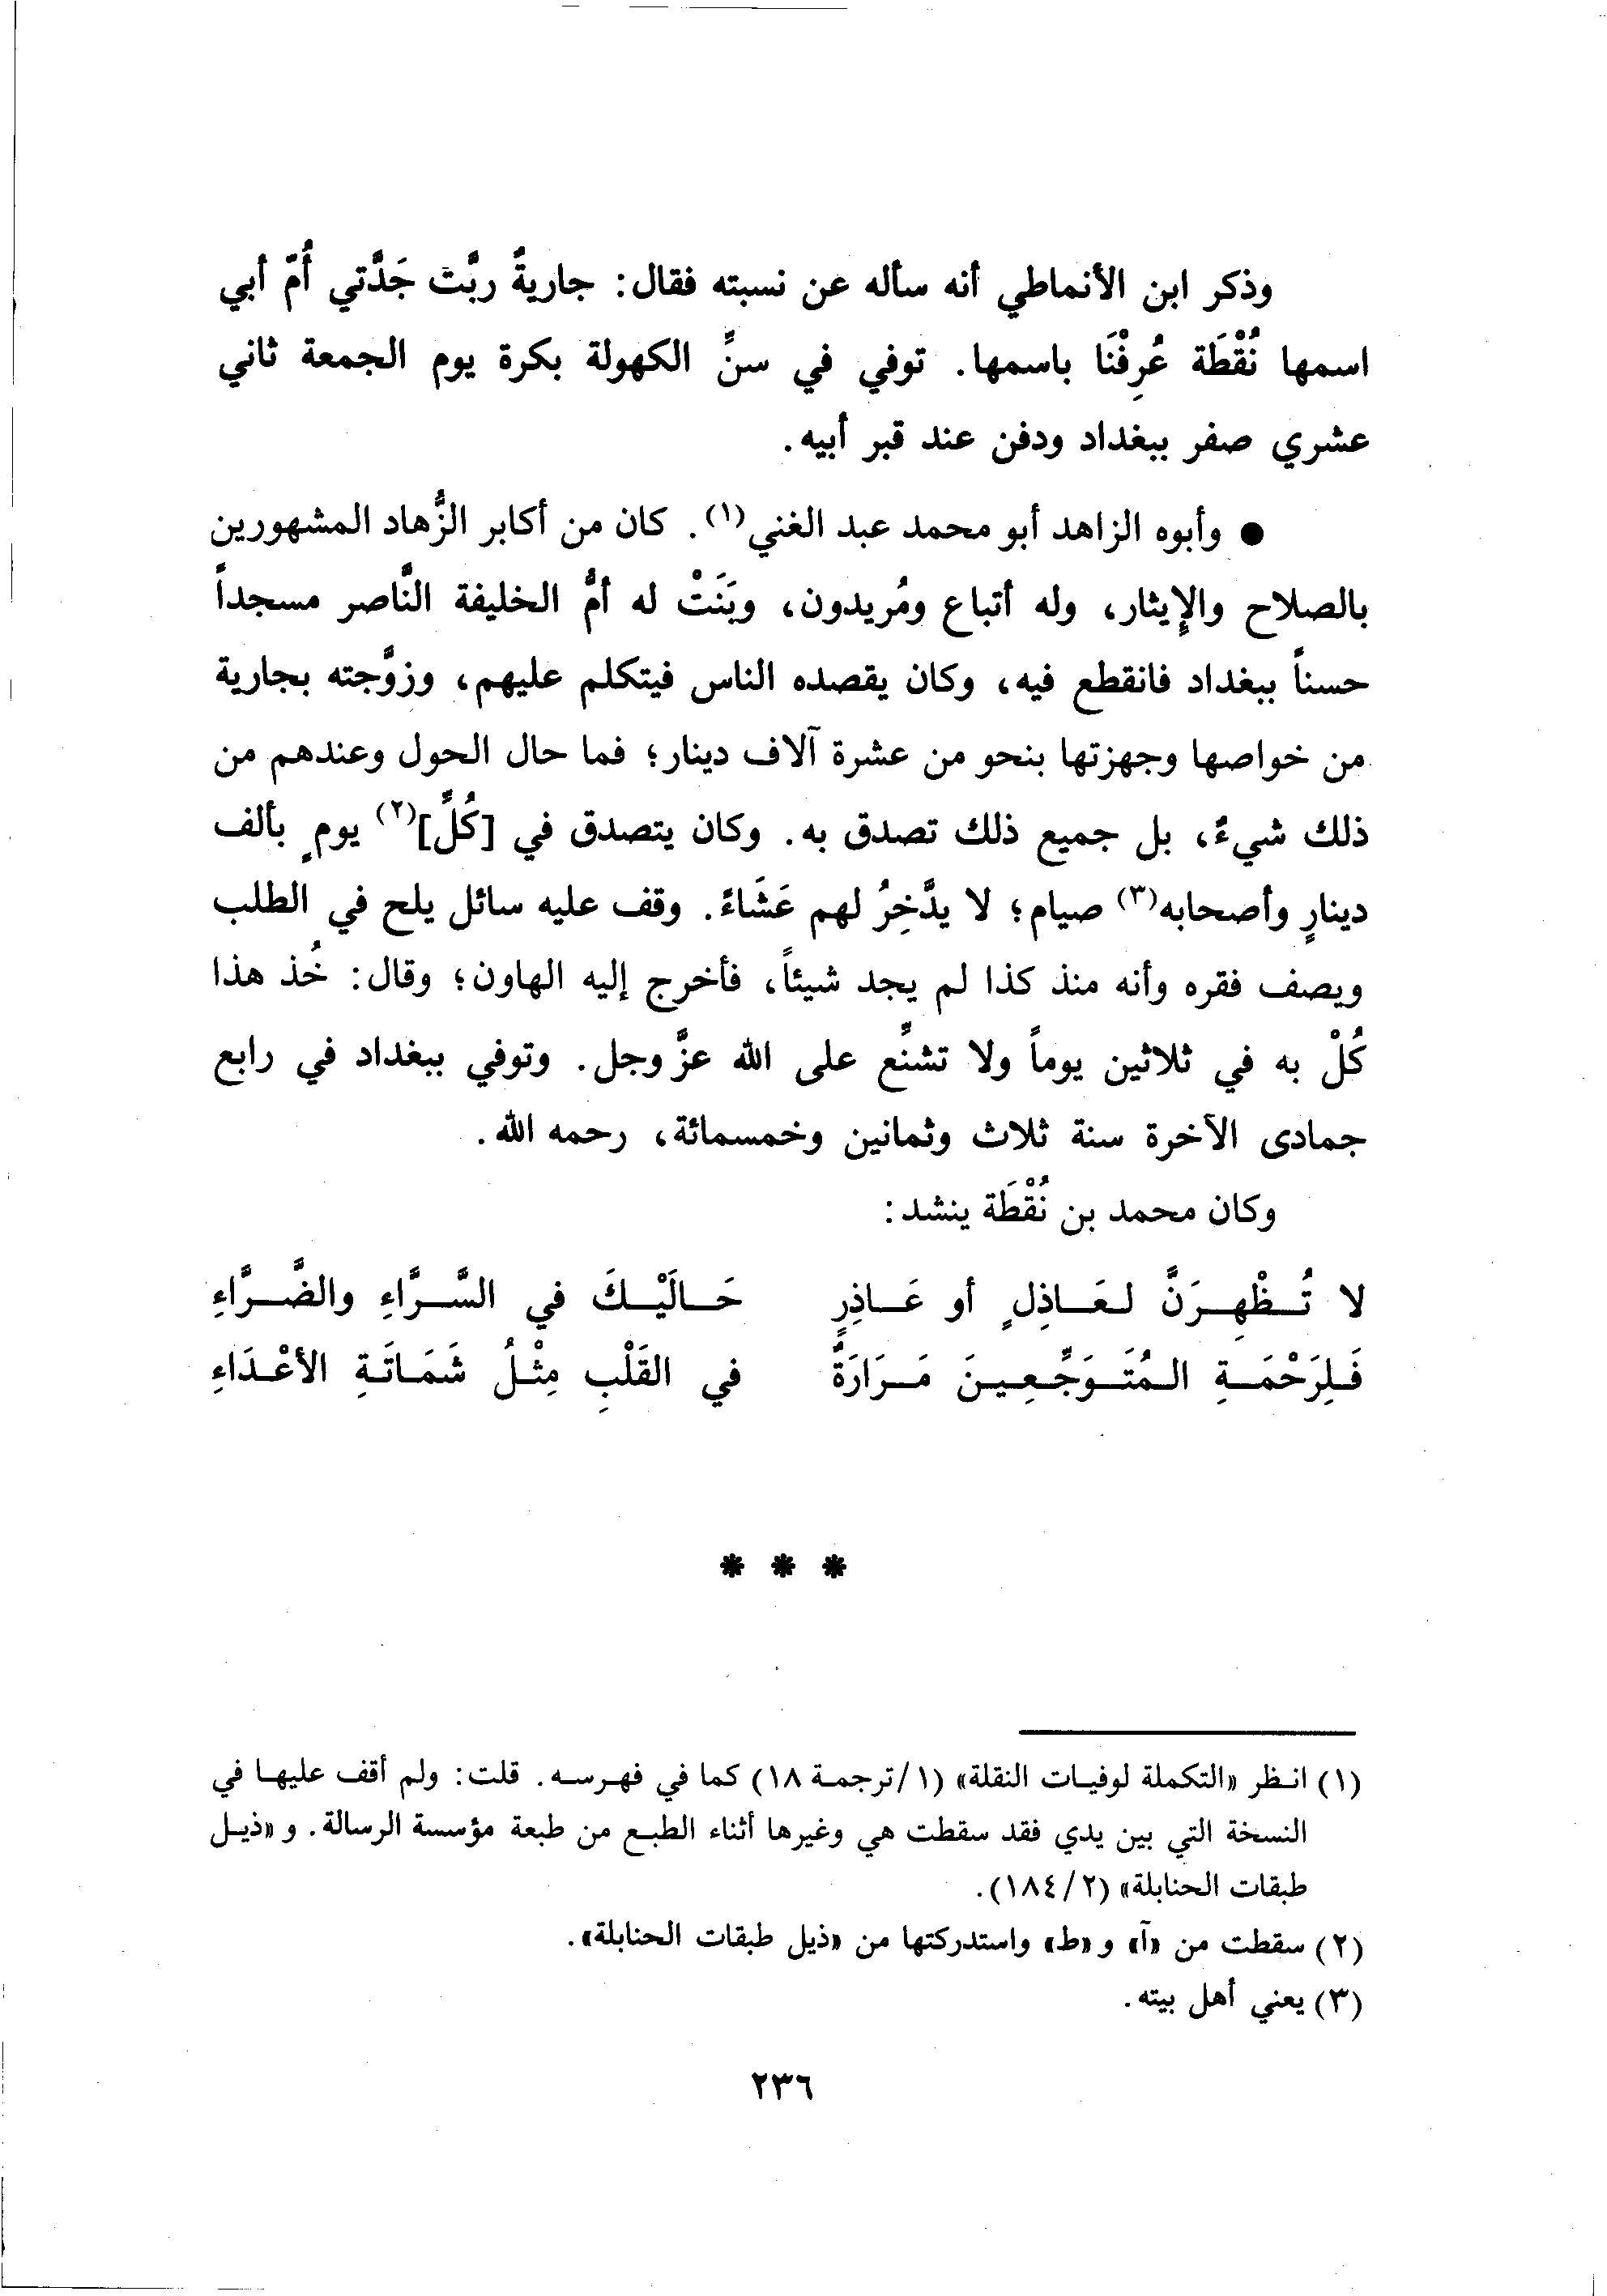 وذكر ابن الأنماطي أنه سأله عن نسبته فقال: جاريةٌ ربَّت جَدَّتي أُمّ أبي
اسمها نُقْطَة عُرِفْنَا باسمها. توفي في سنِّ الكهولة بكرة يوم الجمعة ثاني
عشري صفر ببغداد ودفن عند قبر أبيه.
● وأبوه الزاهد أبو محمد عبد الغني(١). كان من أكابر الزُّهاد المشهورين
بالصلاح والإيثار، وله أتباع ومُريدون، وبَنَتْ له أمُّ الخليفة النَّاصر مسجداً
حسناً ببغداد فانقطع فيه، وكان يقصده الناس فيتكلم عليهم، وزوَّجته بجارية
من خواصها وجهزتها بنحو من عشرة آلاف دينار؛ فما حال الحول وعندهم من
ذلك شيءٌ، بل جميع ذلك تصدق به. وكان يتصدق في [كُلِّ](٢) يومٍ بألف
دينارٍ وأصحابه(٣) صيام؛ لا يدَّخِرُ لهم عَشَاءً. وقف عليه سائل يلح في الطلب
ويصف فقره وأنه منذ كذا لم يجد شيئاً، فأخرج إليه الهاون؛ وقال: خُذ هذا
كُلْ به في ثلاثين يوماً ولا تشنِّع على الله عزَّ وجل. وتوفي ببغداد في رابع
جمادى الآخرة سنة ثلاث وثمانين وخمسمائة، رحمه الله.
وكان محمد بن نُقْطَة ينشد:
لا تُظْهِرَنَّ لعَاذِلٍ أو عَاذِرٍ حَالَيْكَ في السَّرَّاءِ والضَّرَّاءِ
فَلِرَحْمَةِ المُتَوَجِّعِينَ مَرَارَةٌ في القَلْبِ مِثْلُ شَمَاتَةِ الأعْدَاءِ
* * *
(١) انظر «التكملة لوفيات النقلة» (١/ترجمة ١٨) كما في فهرسه. قلت: ولم أقف عليها في
النسخة التي بين يدي فقد سقطت هي وغيرها أثناء الطبع من طبعة مؤسسة الرسالة. و «ذيل
طبقات الحنابلة» (٢/١٨٤).
(٢) سقطت من «آ» و «ط» واستدركتها من «ذيل طبقات الحنابلة».
(٣) يعني أهل بيته.
٢٣٦